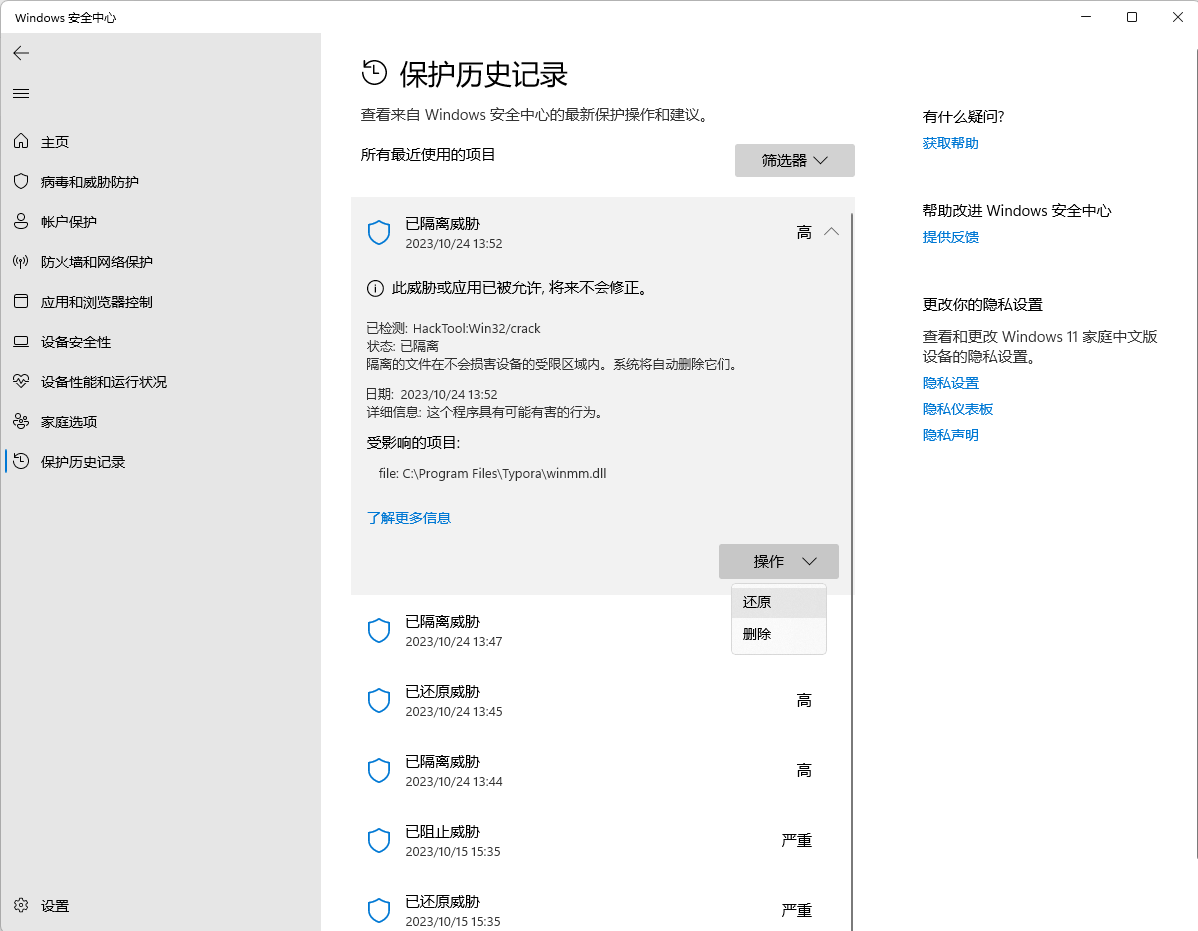 Windows 安全中心
主页
病毒和威胁防护
帐户保护
防火墙和网络保护
应用和浏览器控制
设备安全性
设备性能和运行状况
家庭选项
保护历史记录
设置
保护历史记录
查看来自 Windows 安全中心的最新保护操作和建议。
所有最近使用的项目
筛选器
已隔离威胁
2023/10/24 13:52
高
此威胁或应用已被允许, 将来不会修正。
已检测: HackTool:Win32/crack
状态: 已隔离
隔离的文件在不会损害设备的受限区域内。系统将自动删除它们。
日期: 2023/10/24 13:52
详细信息: 这个程序具有可能有害的行为。
受影响的项目:
file: C:\Program Files\Typora\winmm.dll
了解更多信息
操作
还原
删除
已隔离威胁
2023/10/24 13:47
已还原威胁
2023/10/24 13:45
高
已隔离威胁
2023/10/24 13:44
高
已阻止威胁
2023/10/15 15:35
严重
已还原威胁
2023/10/15 15:35
严重
有什么疑问?
获取帮助
帮助改进 Windows 安全中心
提供反馈
更改你的隐私设置
查看和更改 Windows 11 家庭中文版
设备的隐私设置。
隐私设置
隐私仪表板
隐私声明